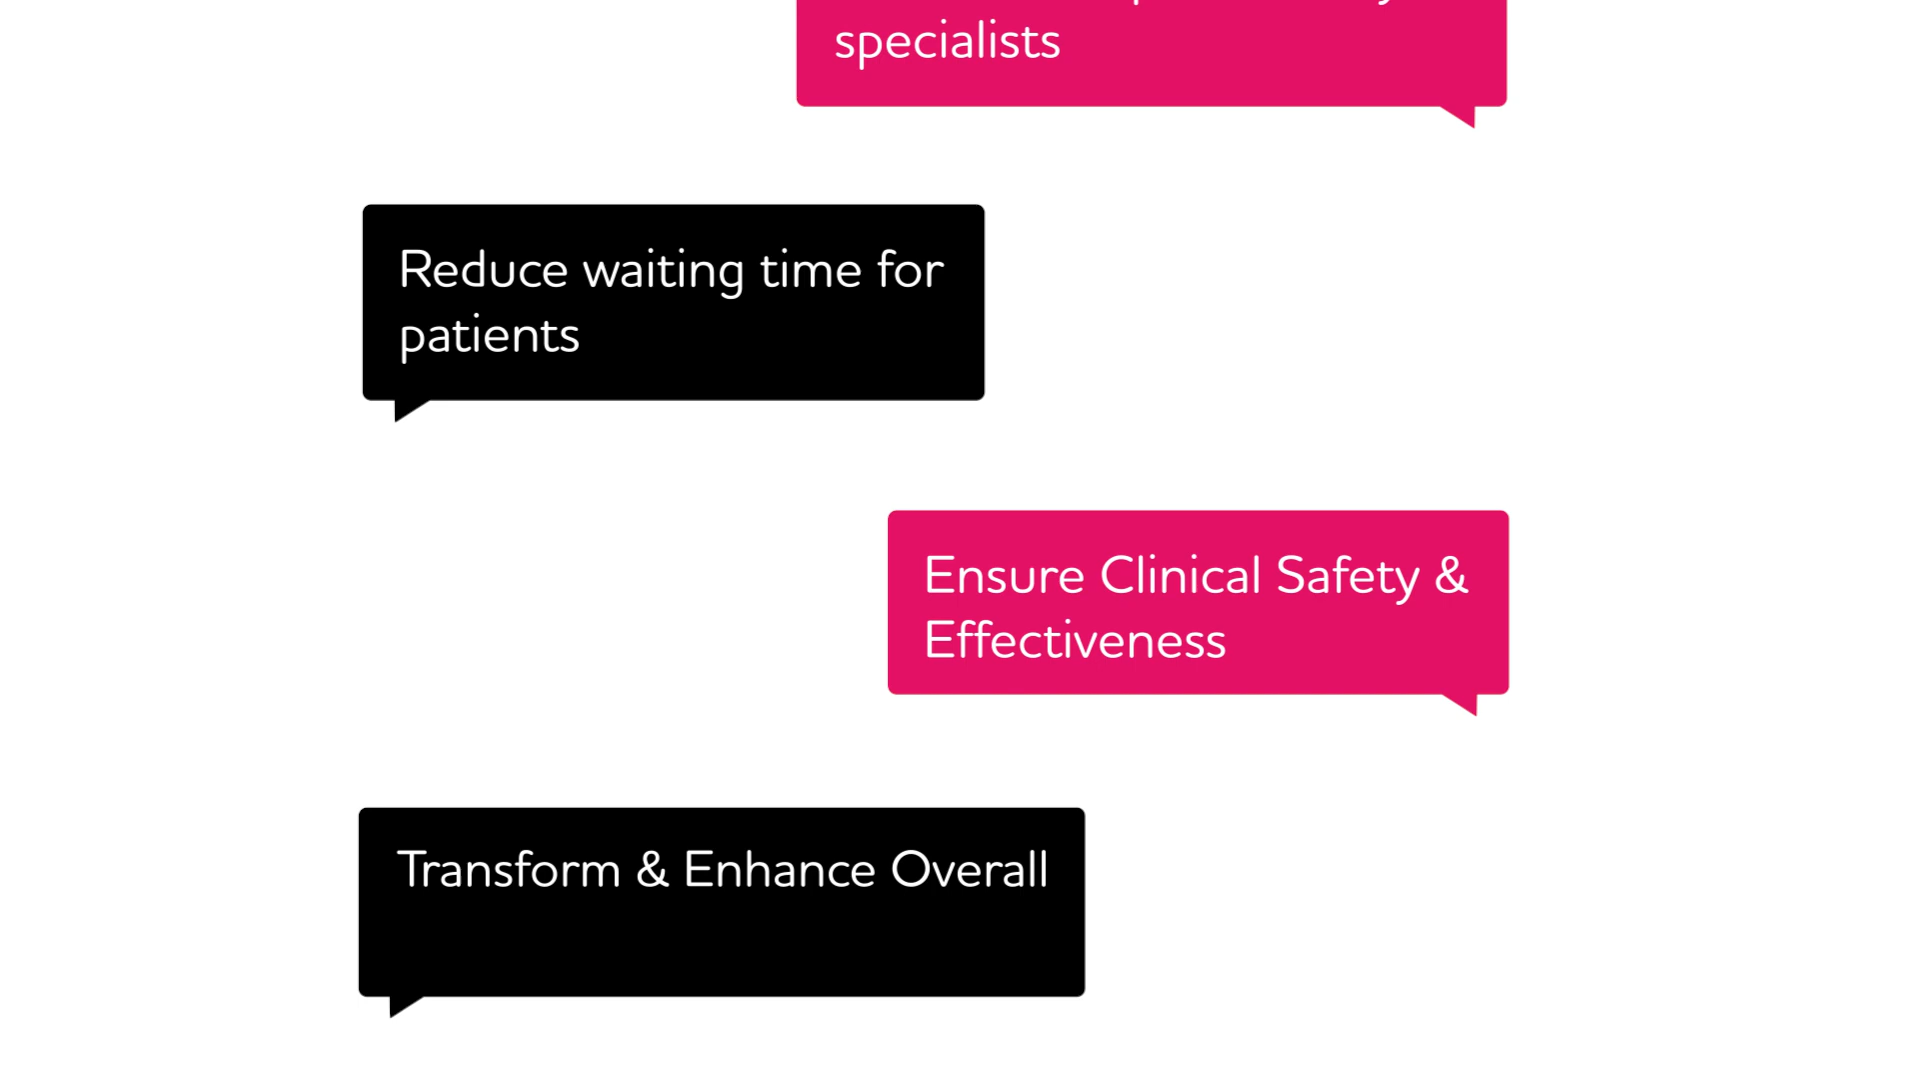 specialists
Reduce waiting time for
patients
Ensure Clinical Safety &
Effectiveness
Transform & Enhance Overall